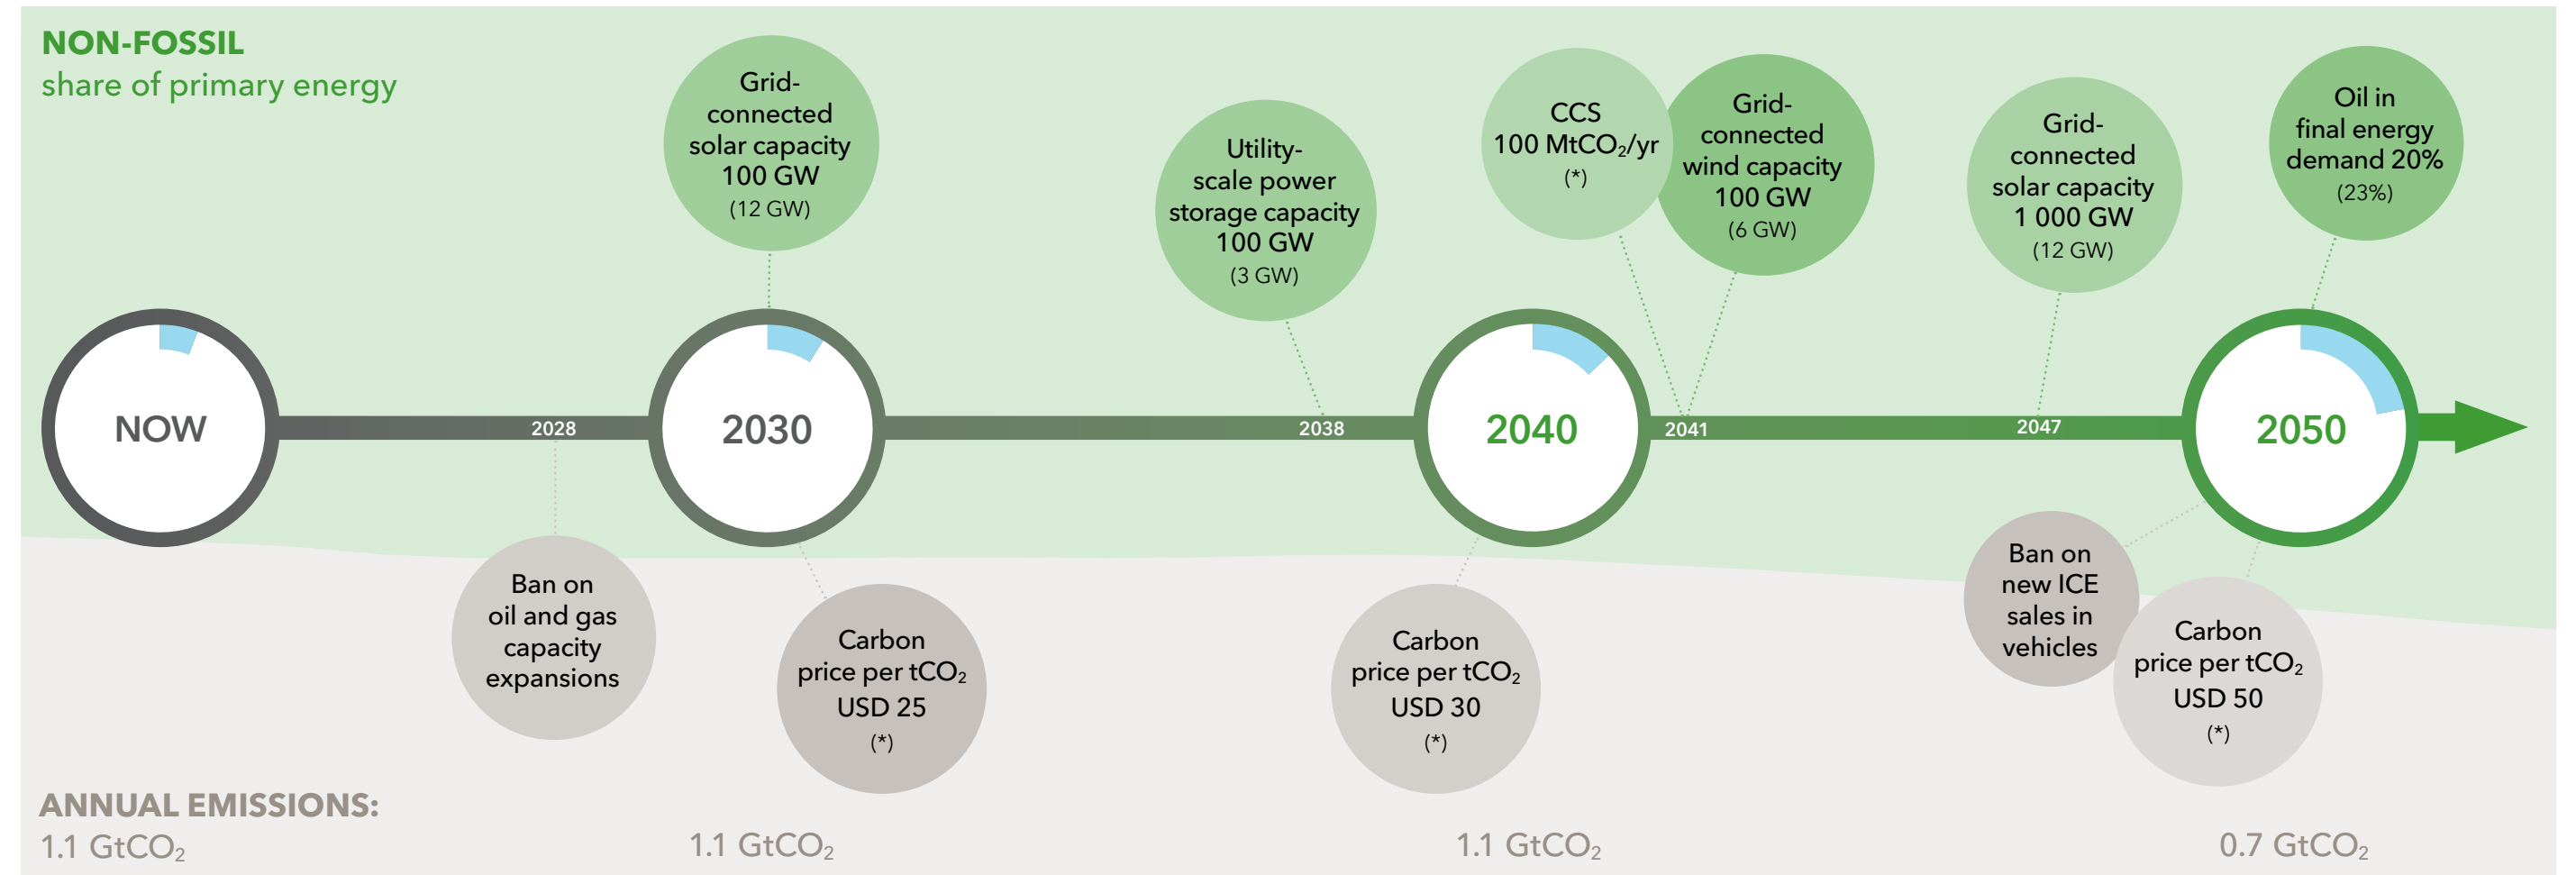 NON-FOSSIL
share of primary energy
Grid-
connected
solar capacity
100 GW
(12 GW)
Utility-
scale power
storage capacity
100 GW
(3 GW)
CCS
100 MtCO₂/yr
(*)
Grid-
connected
wind capacity
100 GW
(6 GW)
Grid-
connected
solar capacity
1 000 GW
(12 GW)
Oil in
final energy
demand 20%
(23%)
NOW
2028
2030
2038
2040
2041
2047
2050
Ban on
oil and gas
capacity
expansions
Carbon
price per tCO₂
USD 25
(*)
Carbon
price per tCO₂
USD 30
(*)
Ban on
new ICE
sales in
vehicles
Carbon
price per tCO₂
USD 50
(*)
ANNUAL EMISSIONS:
1.1 GtCO₂
1.1 GtCO₂
1.1 GtCO₂
0.7 GtCO₂